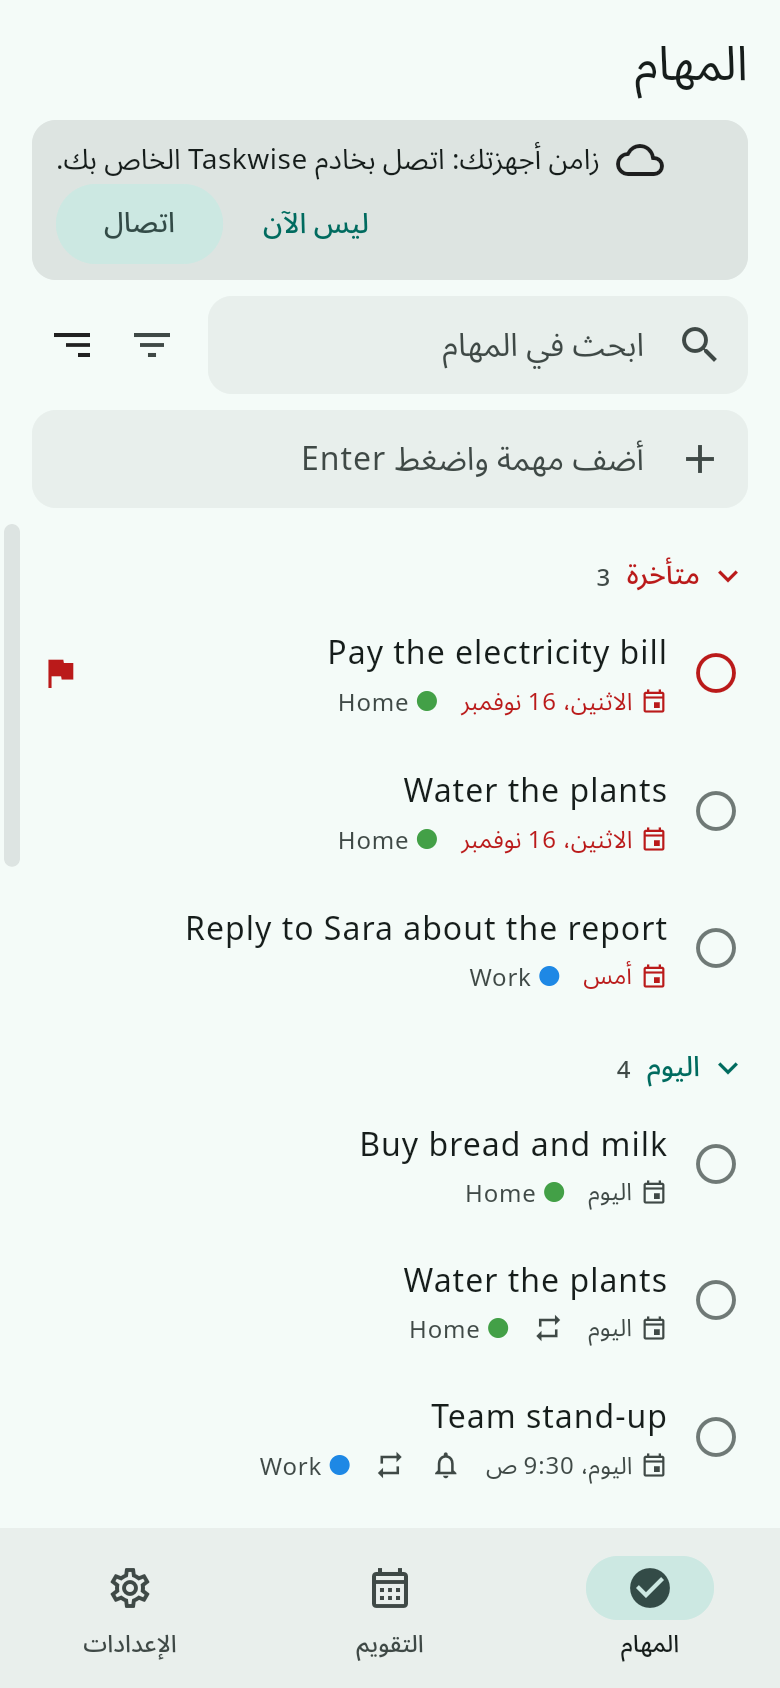 المهام
زامن أجهزتك: اتصل بخادم Taskwise الخاص بك.
ليس الآن
اتصال
ابحث في المهام
أضف مهمة واضغط Enter
متأخرة 3
Pay the electricity bill
الاثنين، 16 نوفمبر Home
Water the plants
الاثنين، 16 نوفمبر Home
Reply to Sara about the report
أمس Work
اليوم 4
Buy bread and milk
اليوم Home
Water the plants
اليوم Home
Team stand-up
اليوم، 9:30 ص Work
المهام
التقويم
الإعدادات